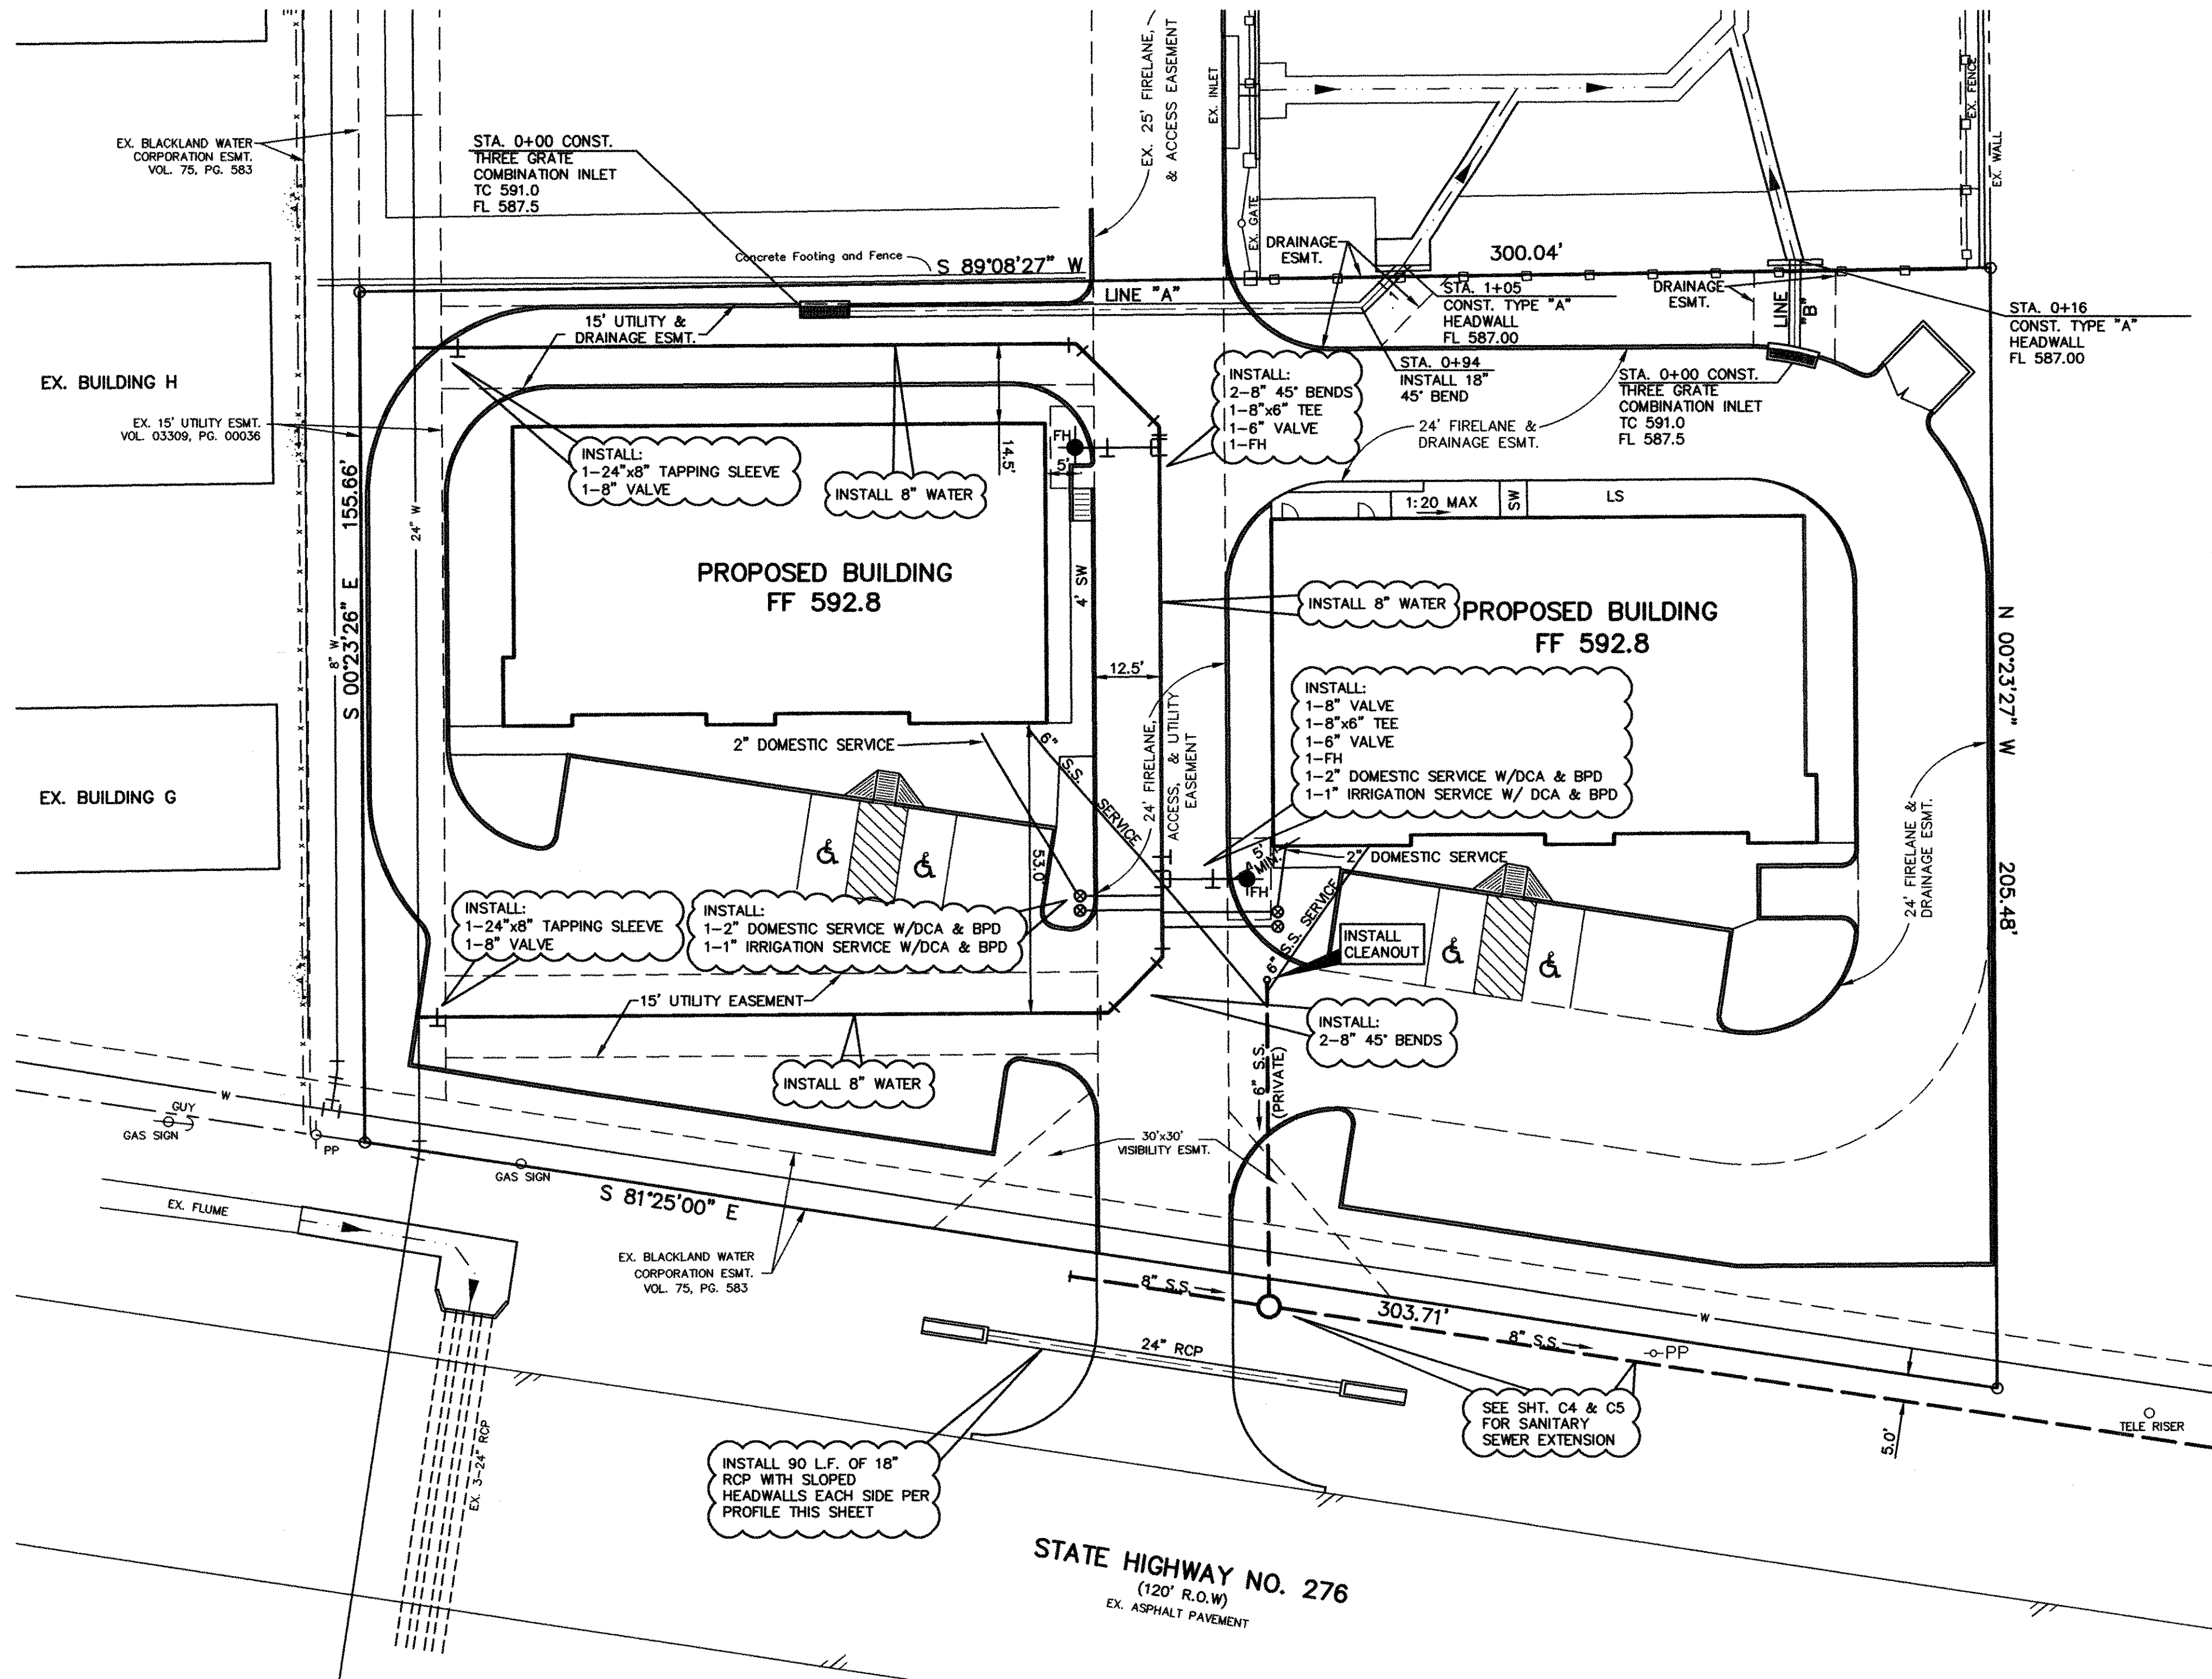 EX. BLACKLAND WATER
CORPORATION ESMT.
VOL. 75, PG. 583
STA. 0+00 CONST.
THREE GRATE
COMBINATION INLET
TC 591.0
FL 587.5
EX. 25' FIRELANE,
& ACCESS EASEMENT
EX. INLET
EX. GATE
EX. FENCE
EX. WALL
Concrete Footing and Fence
S 89°08'27" W
DRAINAGE
ESMT.
300.04'
LINE "A"
STA. 1+05
CONST. TYPE "A"
HEADWALL
FL 587.00
DRAINAGE
ESMT.
LINE
"B"
STA. 0+16
CONST. TYPE "A"
HEADWALL
FL 587.00
15' UTILITY &
DRAINAGE ESMT.
STA. 0+94
INSTALL 18"
45° BEND
STA. 0+00 CONST.
THREE GRATE
COMBINATION INLET
TC 591.0
FL 587.5
EX. BUILDING H
EX. 15' UTILITY ESMT.
VOL. 03309, PG. 00036
INSTALL:
2-8" 45° BENDS
1-8"x6" TEE
1-6" VALVE
1-FH
24' FIRELANE &
DRAINAGE ESMT.
INSTALL:
1-24"x8" TAPPING SLEEVE
1-8" VALVE
INSTALL 8" WATER
14.5'
FH
5'
1:20 MAX
SW
LS
155.66'
S 00°23'26" E
24" W
8" W
PROPOSED BUILDING
FF 592.8
4' SW
INSTALL 8" WATER
PROPOSED BUILDING
FF 592.8
12.5'
N 00°23'27" W
205.48'
INSTALL:
1-8" VALVE
1-8"x6" TEE
1-6" VALVE
1-FH
1-2" DOMESTIC SERVICE W/DCA & BPD
1-1" IRRIGATION SERVICE W/ DCA & BPD
24' FIRELANE,
ACCESS, & UTILITY
EASEMENT
2" DOMESTIC SERVICE
6"
S.S.
SERVICE
EX. BUILDING G
53.0'
4.5'
MIN.
FH
2" DOMESTIC SERVICE
24' FIRELANE &
DRAINAGE ESMT.
INSTALL:
1-24"x8" TAPPING SLEEVE
1-8" VALVE
INSTALL:
1-2" DOMESTIC SERVICE W/DCA & BPD
1-1" IRRIGATION SERVICE W/DCA & BPD
6" S.S. SERVICE
INSTALL
CLEANOUT
15' UTILITY EASEMENT
INSTALL:
2-8" 45° BENDS
INSTALL 8" WATER
6" S.S.
(PRIVATE)
W
GUY
GAS SIGN
PP
GAS SIGN
30'x30'
VISIBILITY ESMT.
S 81°25'00" E
EX. FLUME
EX. BLACKLAND WATER
CORPORATION ESMT.
VOL. 75, PG. 583
8" S.S.
303.71'
W
8" S.S.
PP
24" RCP
5.0'
TELE RISER
SEE SHT. C4 & C5
FOR SANITARY
SEWER EXTENSION
EX. 3-24" RCP
INSTALL 90 L.F. OF 18"
RCP WITH SLOPED
HEADWALLS EACH SIDE PER
PROFILE THIS SHEET
STATE HIGHWAY NO. 276
(120' R.O.W)
EX. ASPHALT PAVEMENT